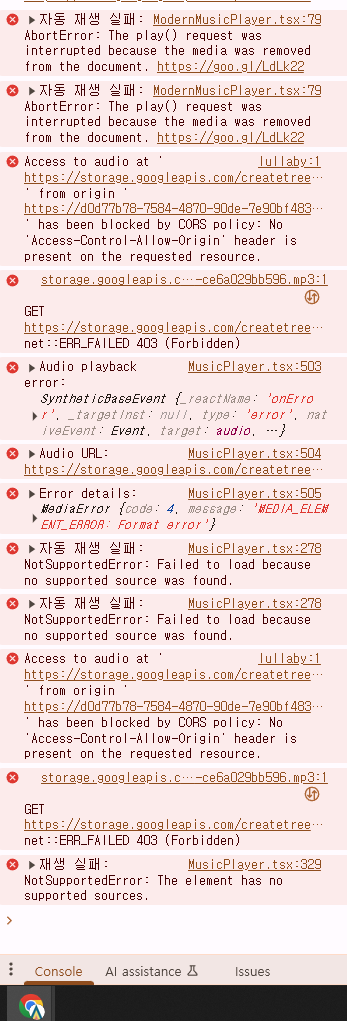 자동 재생 실패: ModernMusicPlayer.tsx:79
AbortError: The play() request was
interrupted because the media was removed
from the document. https://goo.gl/LdLk22
자동 재생 실패: ModernMusicPlayer.tsx:79
AbortError: The play() request was
interrupted because the media was removed
from the document. https://goo.gl/LdLk22
Access to audio at ' lullaby:1
https://storage.googleapis.com/createtree…
' from origin '
https://d0d77b78-7584-4870-90de-7e90bf483…
' has been blocked by CORS policy: No
'Access-Control-Allow-Origin' header is
present on the requested resource.
storage.googleapis.c…-ce6a029bb596.mp3:1
GET
https://storage.googleapis.com/createtree…
net::ERR_FAILED 403 (Forbidden)
Audio playback MusicPlayer.tsx:503
error:
SyntheticBaseEvent {_reactName: 'onErro
r', _targetInst: null, type: 'error', nat
iveEvent: Event, target: audio, …}
Audio URL: MusicPlayer.tsx:504
https://storage.googleapis.com/createtree…
Error details: MusicPlayer.tsx:505
MediaError {code: 4, message: 'MEDIA_ELEM
ENT_ERROR: Format error'}
자동 재생 실패: MusicPlayer.tsx:278
NotSupportedError: Failed to load because
no supported source was found.
자동 재생 실패: MusicPlayer.tsx:278
NotSupportedError: Failed to load because
no supported source was found.
Access to audio at ' lullaby:1
https://storage.googleapis.com/createtree…
' from origin '
https://d0d77b78-7584-4870-90de-7e90bf483…
' has been blocked by CORS policy: No
'Access-Control-Allow-Origin' header is
present on the requested resource.
storage.googleapis.c…-ce6a029bb596.mp3:1
GET
https://storage.googleapis.com/createtree…
net::ERR_FAILED 403 (Forbidden)
재생 실패: MusicPlayer.tsx:329
NotSupportedError: The element has no
supported sources.
Console AI assistance Issues